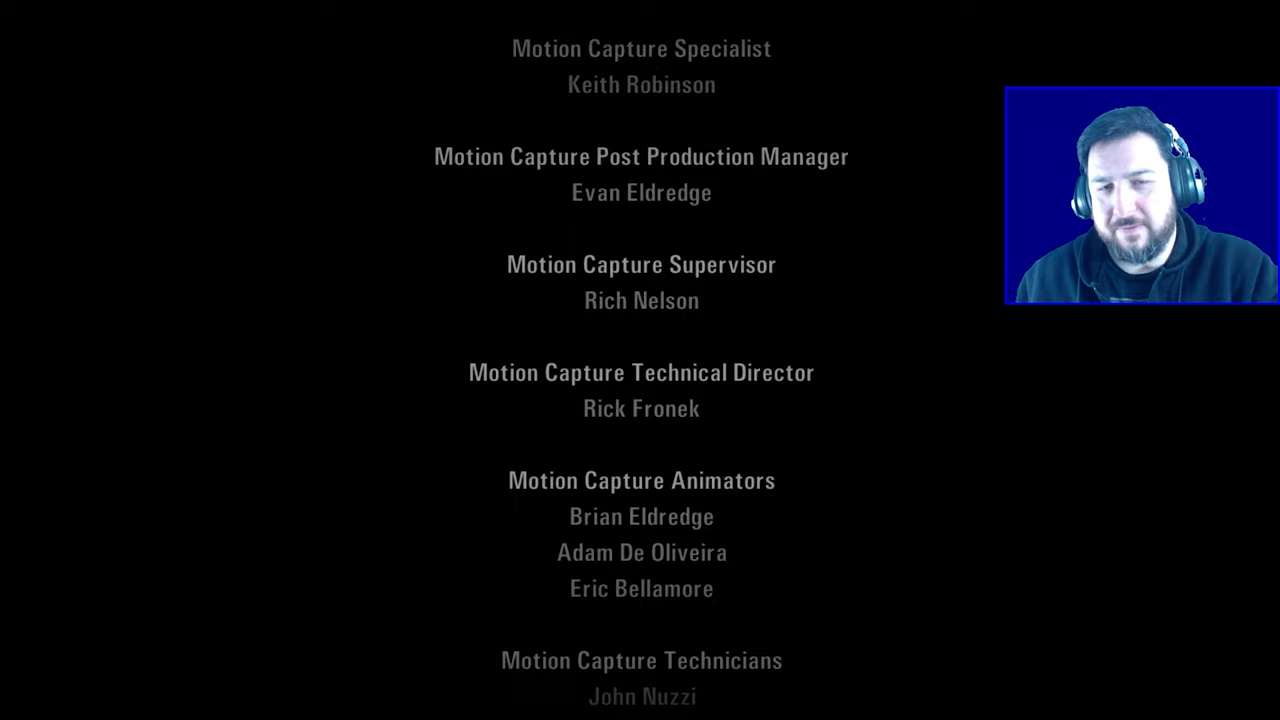 Motion Capture Specialist
Keith Robinson
Motion Capture Post Production Manager
Evan Eldredge
Motion Capture Supervisor
Rich Nelson
Motion Capture Technical Director
Rick Fronek
Motion Capture Animators
Brian Eldredge
Adam De Oliveira
Eric Bellamore
Motion Capture Technicians
John Nuzzi